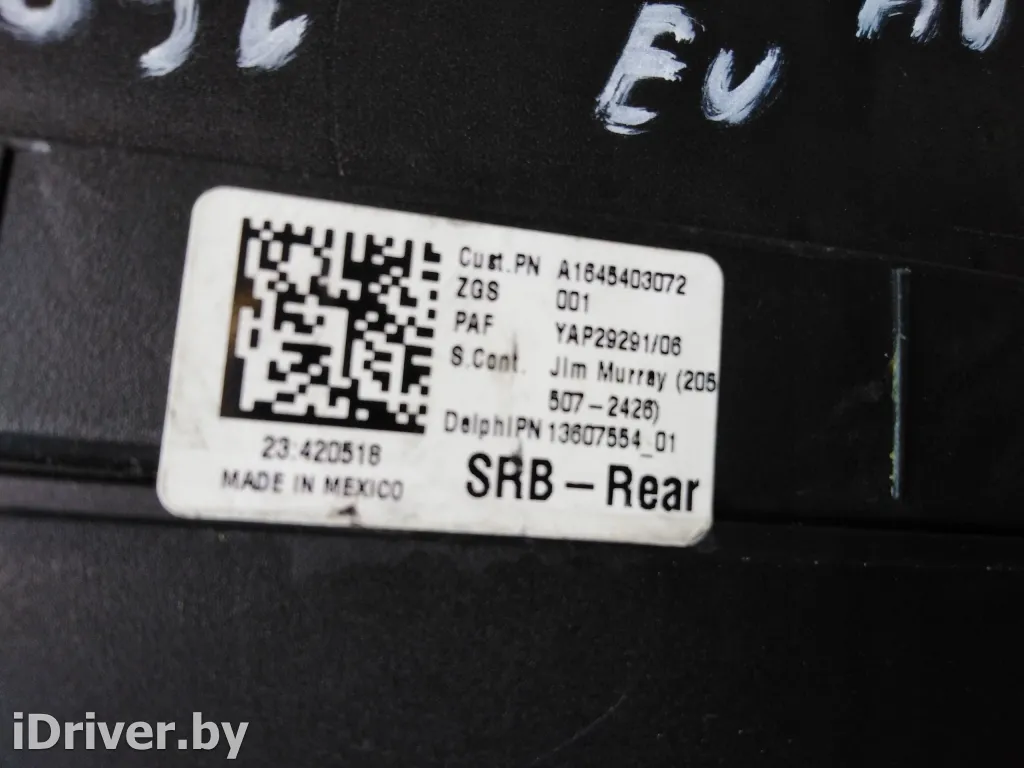 EU
Cust.PN A1645403072
ZGS 001
PAF YAP29291/06
S.Cont. Jim Murray (205
507-2426)
DelphiPN 13607554_01
23:420518
MADE IN MEXICO
SRB-Rear
iDriver.by